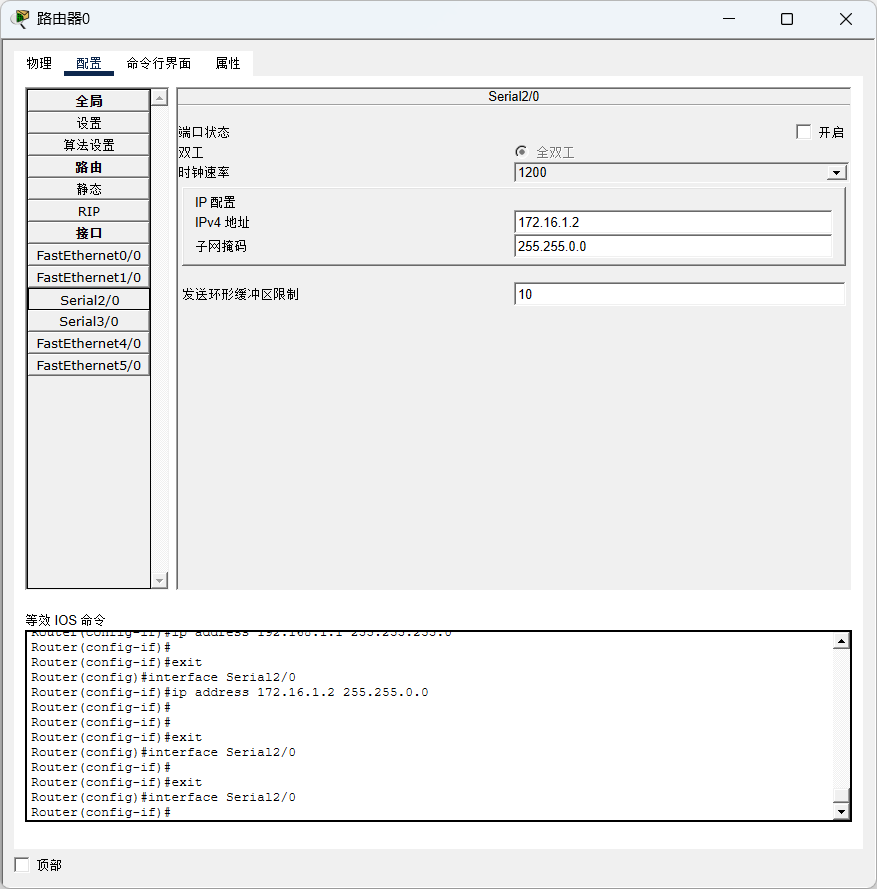 路由器0
物理 配置 命令行界面 属性
全局
设置
算法设置
路由
静态
RIP
接口
FastEthernet0/0
FastEthernet1/0
Serial2/0
Serial3/0
FastEthernet4/0
FastEthernet5/0
Serial2/0
端口状态 开启
双工 全双工
时钟速率 1200
IP 配置
IPv4 地址 172.16.1.2
子网掩码 255.255.0.0
发送环形缓冲区限制 10
等效 IOS 命令
Router(config-if)#ip address 192.168.1.1 255.255.255.0
Router(config-if)#
Router(config-if)#exit
Router(config)#interface Serial2/0
Router(config-if)#ip address 172.16.1.2 255.255.0.0
Router(config-if)#
Router(config-if)#
Router(config-if)#exit
Router(config)#interface Serial2/0
Router(config-if)#
Router(config-if)#exit
Router(config)#interface Serial2/0
Router(config-if)#
顶部